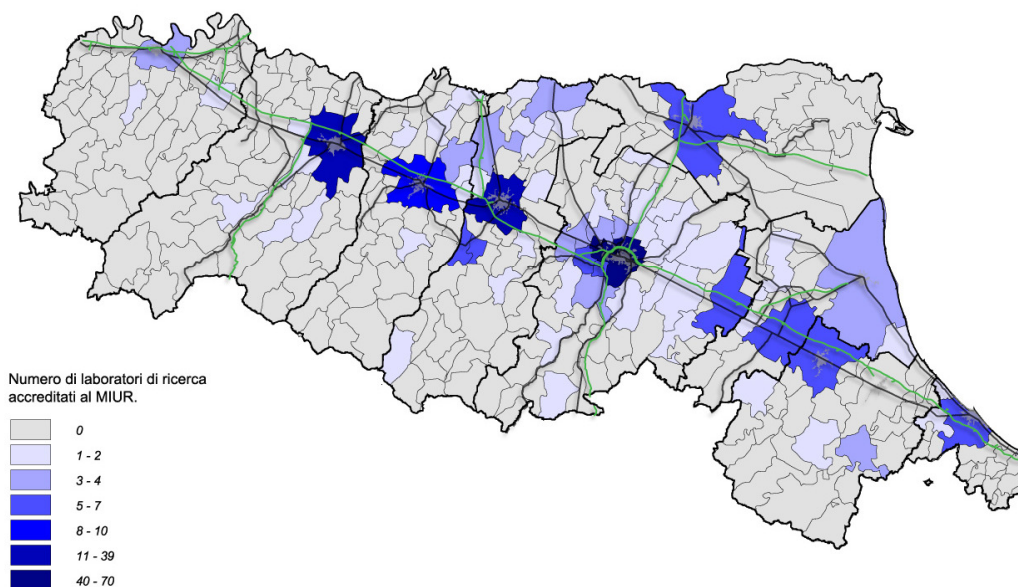 Numero di laboratori di ricerca
accreditati al MIUR.
0
1 - 2
3 - 4
5 - 7
8 - 10
11 - 39
40 - 70